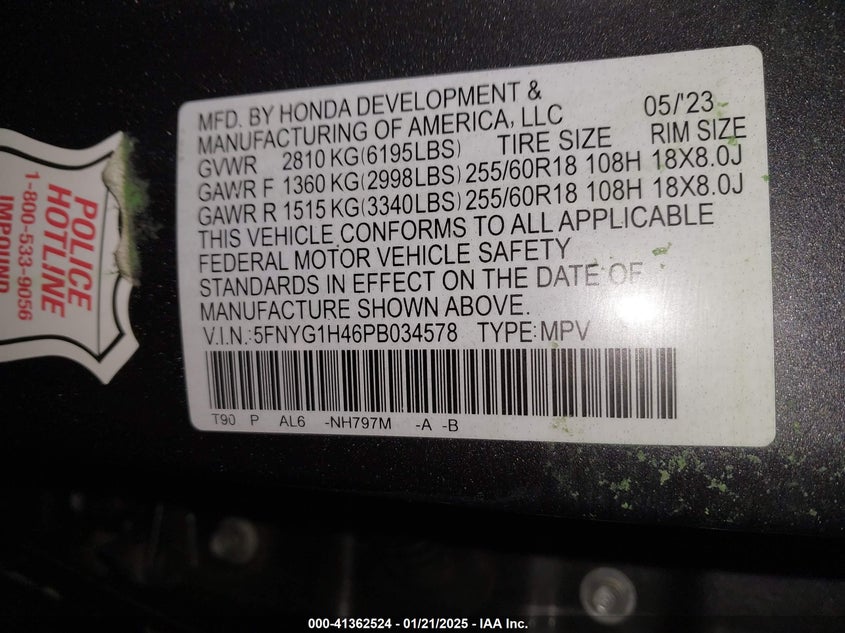 MFD. BY HONDA DEVELOPMENT &
MANUFACTURING OF AMERICA, LLC 05/'23
GVWR 2810 KG(6195LBS) TIRE SIZE RIM SIZE
GAWR F 1360 KG(2998LBS) 255/60R18 108H 18X8.0J
GAWR R 1515 KG(3340LBS) 255/60R18 108H 18X8.0J
THIS VEHICLE CONFORMS TO ALL APPLICABLE
FEDERAL MOTOR VEHICLE SAFETY
STANDARDS IN EFFECT ON THE DATE OF
MANUFACTURE SHOWN ABOVE.
V.I.N.:5FNYG1H46PB034578 TYPE:MPV
T90 P AL6 -NH797M -A -B
POLICE
HOTLINE
1-800-533-9056
IMPOUND
000-41362524 - 01/21/2025 - IAA Inc.